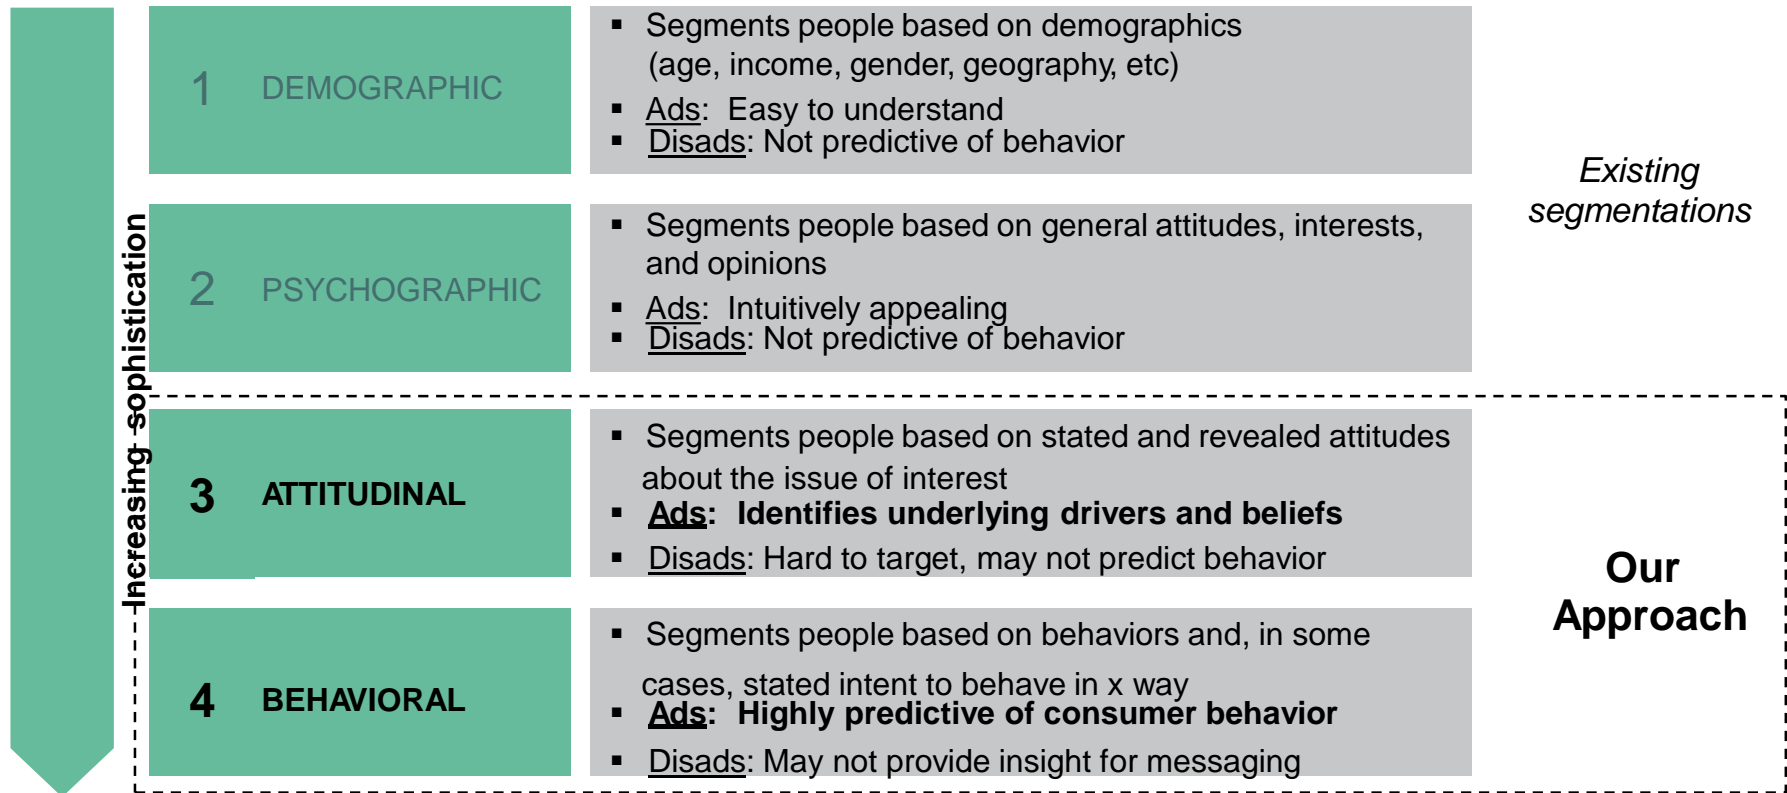 Increasing sophistication
1 DEMOGRAPHIC
▪ Segments people based on demographics
(age, income, gender, geography, etc)
▪ Ads: Easy to understand
▪ Disads: Not predictive of behavior
2 PSYCHOGRAPHIC
▪ Segments people based on general attitudes, interests,
and opinions
▪ Ads: Intuitively appealing
▪ Disads: Not predictive of behavior
Existing
segmentations
3 ATTITUDINAL
▪ Segments people based on stated and revealed attitudes
about the issue of interest
▪ Ads: Identifies underlying drivers and beliefs
▪ Disads: Hard to target, may not predict behavior
4 BEHAVIORAL
▪ Segments people based on behaviors and, in some
cases, stated intent to behave in x way
▪ Ads: Highly predictive of consumer behavior
▪ Disads: May not provide insight for messaging
Our
Approach